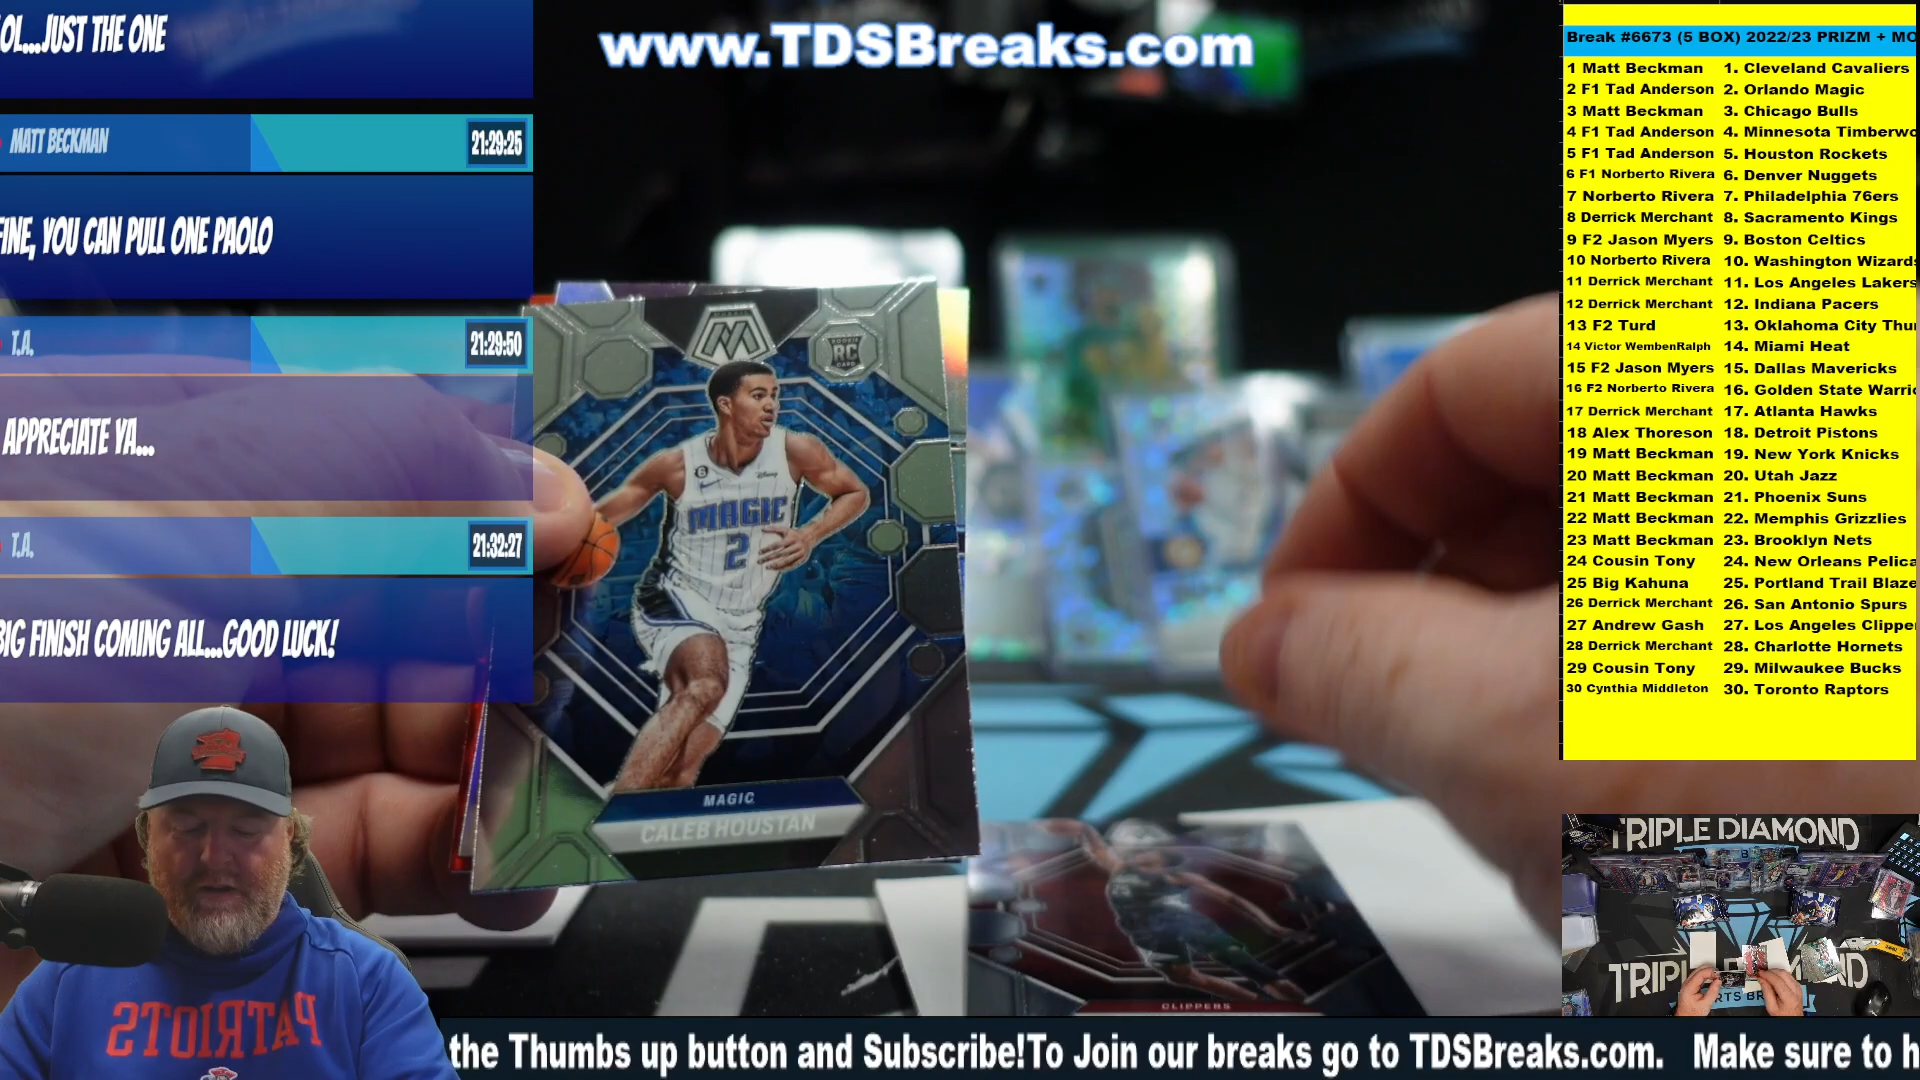 OL...JUST THE ONE
MATT BECKMAN
21:29:25
FINE, YOU CAN PULL ONE PAOLO
T.A.
21:29:50
APPRECIATE YA...
T.A.
21:32:27
BIG FINISH COMING ALL...GOOD LUCK!
www.TDSBreaks.com
MOSAIC
ROOKIE
RC
CARD
6
Disney
MAGIC
2
MAGIC
CALEB HOUSTAN
CLIPPERS
PATRIOTS
Break #6673 (5 BOX) 2022/23 PRIZM + MO
1 Matt Beckman 1. Cleveland Cavaliers
2 F1 Tad Anderson 2. Orlando Magic
3 Matt Beckman 3. Chicago Bulls
4 F1 Tad Anderson 4. Minnesota Timberwo
5 F1 Tad Anderson 5. Houston Rockets
6 F1 Norberto Rivera 6. Denver Nuggets
7 Norberto Rivera 7. Philadelphia 76ers
8 Derrick Merchant 8. Sacramento Kings
9 F2 Jason Myers 9. Boston Celtics
10 Norberto Rivera 10. Washington Wizards
11 Derrick Merchant 11. Los Angeles Lakers
12 Derrick Merchant 12. Indiana Pacers
13 F2 Turd 13. Oklahoma City Thu
14 Victor WembenRalph 14. Miami Heat
15 F2 Jason Myers 15. Dallas Mavericks
16 F2 Norberto Rivera 16. Golden State Warri
17 Derrick Merchant 17. Atlanta Hawks
18 Alex Thoreson 18. Detroit Pistons
19 Matt Beckman 19. New York Knicks
20 Matt Beckman 20. Utah Jazz
21 Matt Beckman 21. Phoenix Suns
22 Matt Beckman 22. Memphis Grizzlies
23 Matt Beckman 23. Brooklyn Nets
24 Cousin Tony 24. New Orleans Pelica
25 Big Kahuna 25. Portland Trail Blaze
26 Derrick Merchant 26. San Antonio Spurs
27 Andrew Gash 27. Los Angeles Clippe
28 Derrick Merchant 28. Charlotte Hornets
29 Cousin Tony 29. Milwaukee Bucks
30 Cynthia Middleton 30. Toronto Raptors
TRIPLE DIAMOND
TRIPLE DIAMOND
the Thumbs up button and Subscribe!To Join our breaks go to TDSBreaks.com. Make sure to h